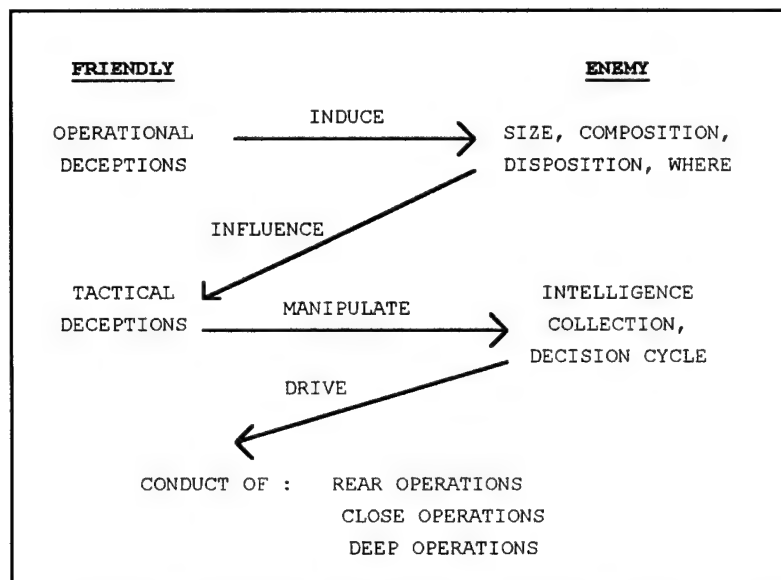 FRIENDLY ENEMY
INDUCE
OPERATIONAL DECEPTIONS
SIZE, COMPOSITION,
DISPOSITION, WHERE
INFLUENCE
TACTICAL
DECEPTIONS
MANIPULATE
INTELLIGENCE
COLLECTION,
DECISION CYCLE
DRIVE
CONDUCT OF : REAR OPERATIONS
CLOSE OPERATIONS
DEEP OPERATIONS